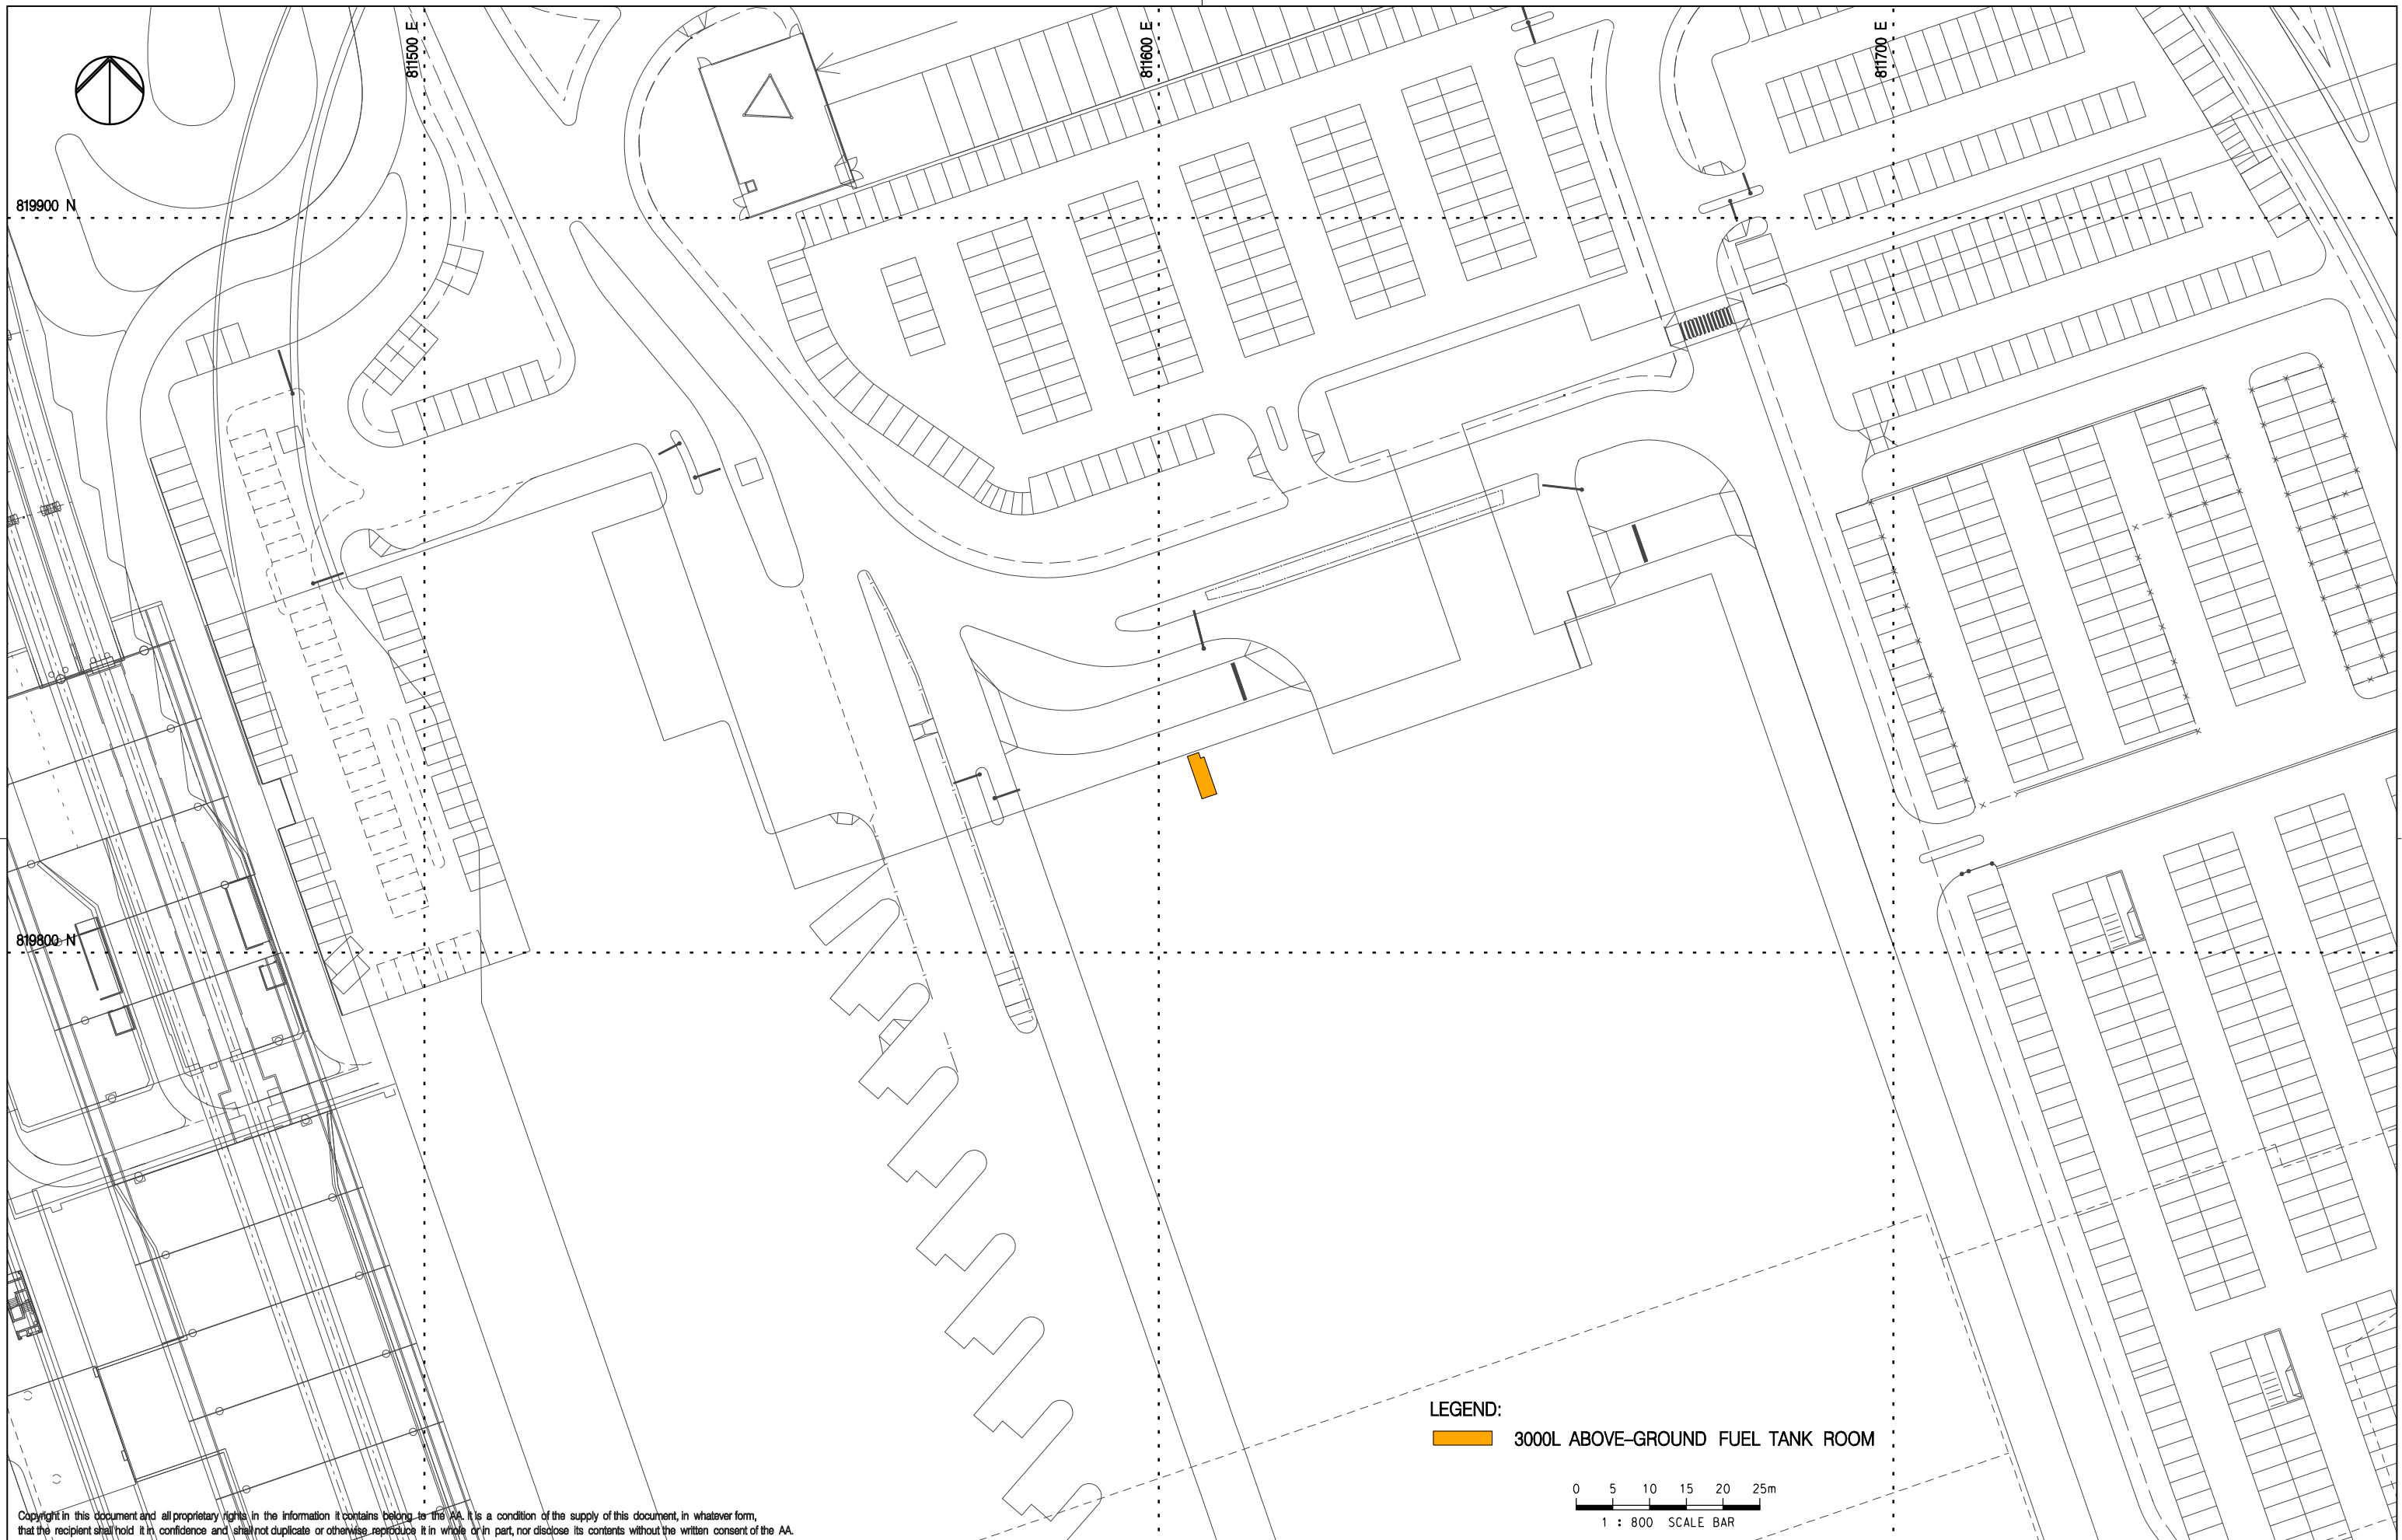 811500 E
811600 E
811700 E
819900 N
819800 N
LEGEND:
3000L ABOVE-GROUND FUEL TANK ROOM
0 5 10 15 20 25m
1 : 800 SCALE BAR
Copyright in this document and all proprietary rights in the information it contains belong to the AA. It is a condition of the supply of this document, in whatever form,
that the recipient shall hold it in confidence and shall not duplicate or otherwise reproduce it in whole or in part, nor disclose its contents without the written consent of the AA.